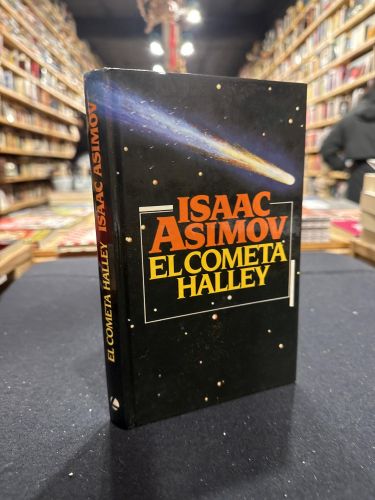 ISAAC
ASIMOV
EL COMETA
HALLEY
EL COMETA HALLEY ISAAC ASIMOV